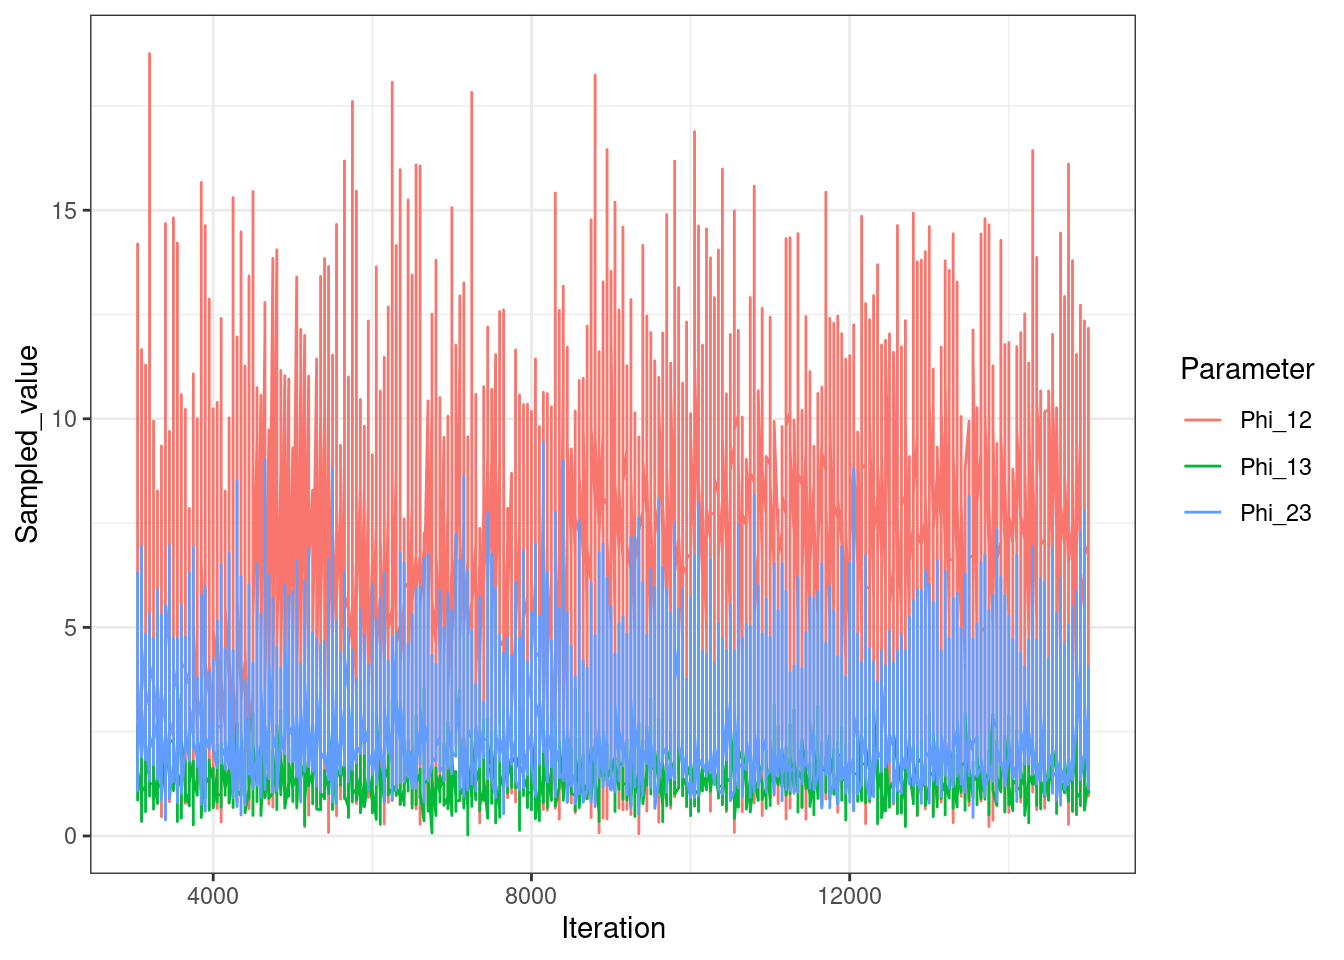 15
10
5
0
4000
8000
12000
Iteration
Sampled_value
Parameter
Phi_12
Phi_13
Phi_23